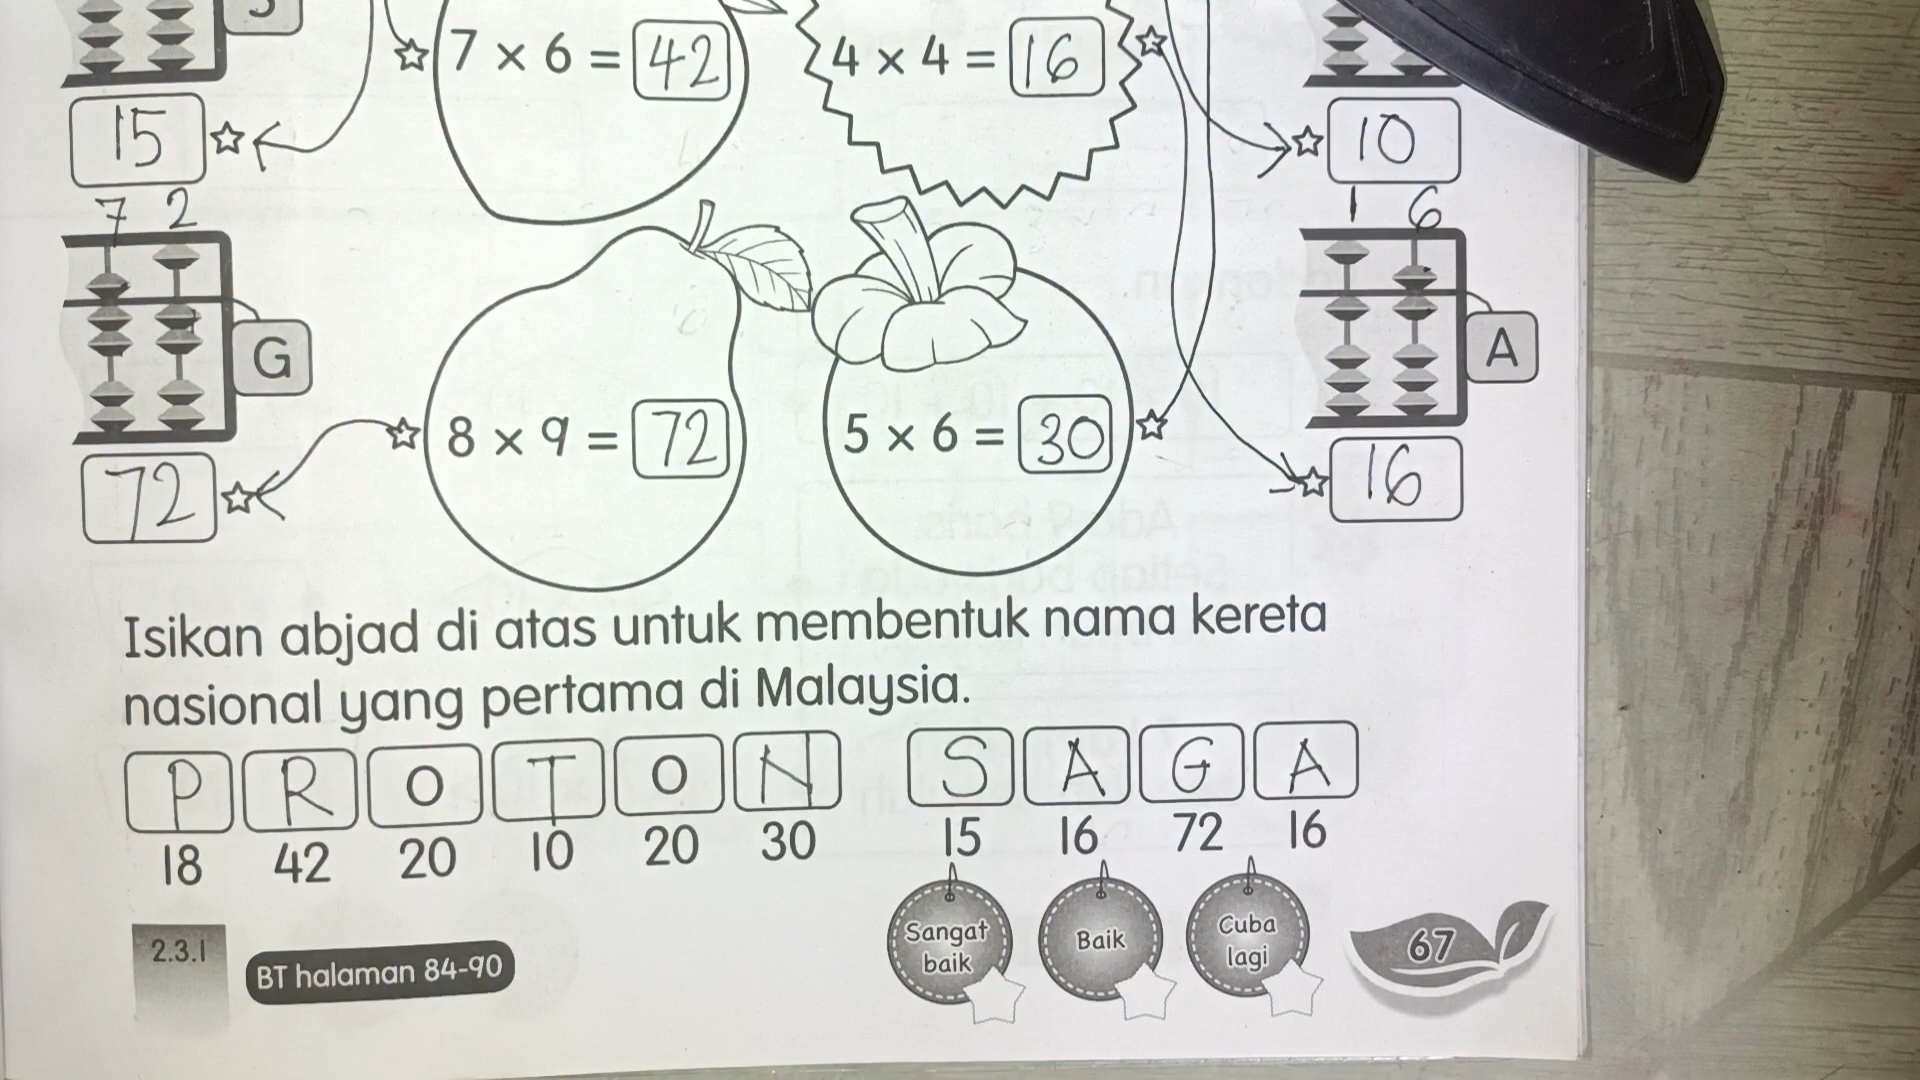 S
7 × 6 = 42
4 × 4 = 16
15
10
7 2
1 6
G
A
8 × 9 = 72
5 × 6 = 30
72
16
Isikan abjad di atas untuk membentuk nama kereta
nasional yang pertama di Malaysia.
P R O T O N S A G A
18 42 20 10 20 30 15 16 72 16
2.3.1
BT halaman 84-90
Sangat
baik
Baik
Cuba
lagi
67